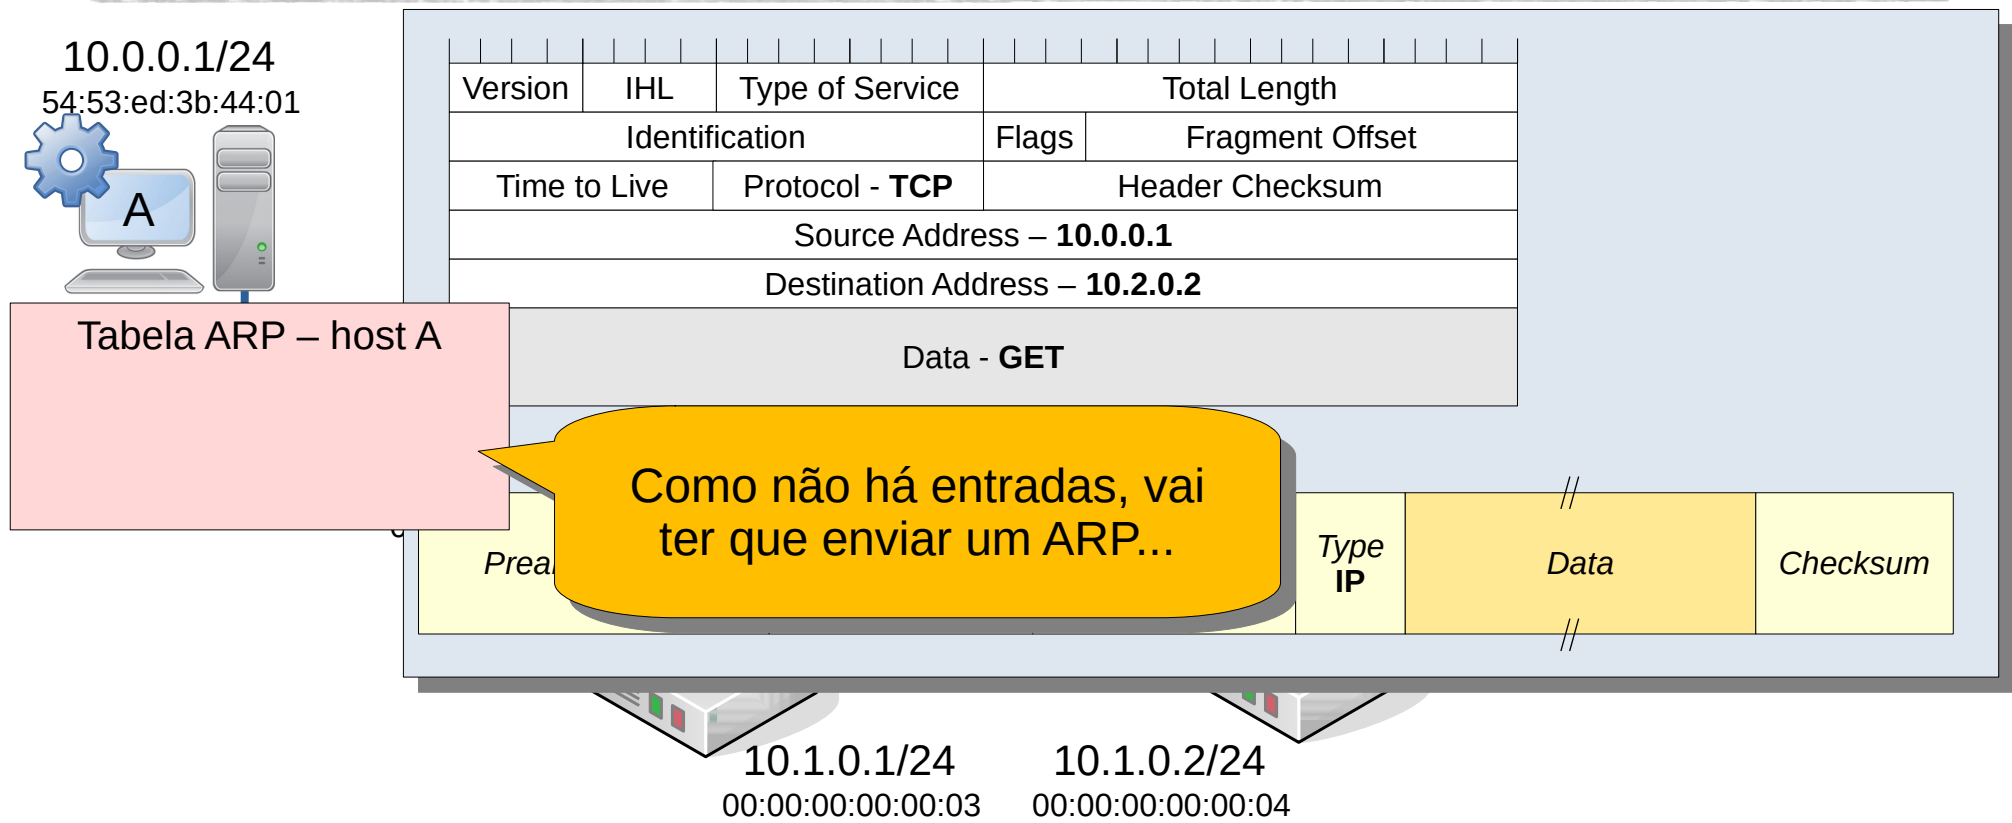 10.0.0.1/24
54:53:ed:3b:44:01
A
Version IHL Type of Service Total Length
Identification Flags Fragment Offset
Time to Live Protocol - TCP Header Checksum
Source Address – 10.0.0.1
Destination Address – 10.2.0.2
Data - GET
Tabela ARP – host A
Como não há entradas, vai
ter que enviar um ARP...
Type
IP
Data
Checksum
10.1.0.1/24
00:00:00:00:00:03
10.1.0.2/24
00:00:00:00:00:04